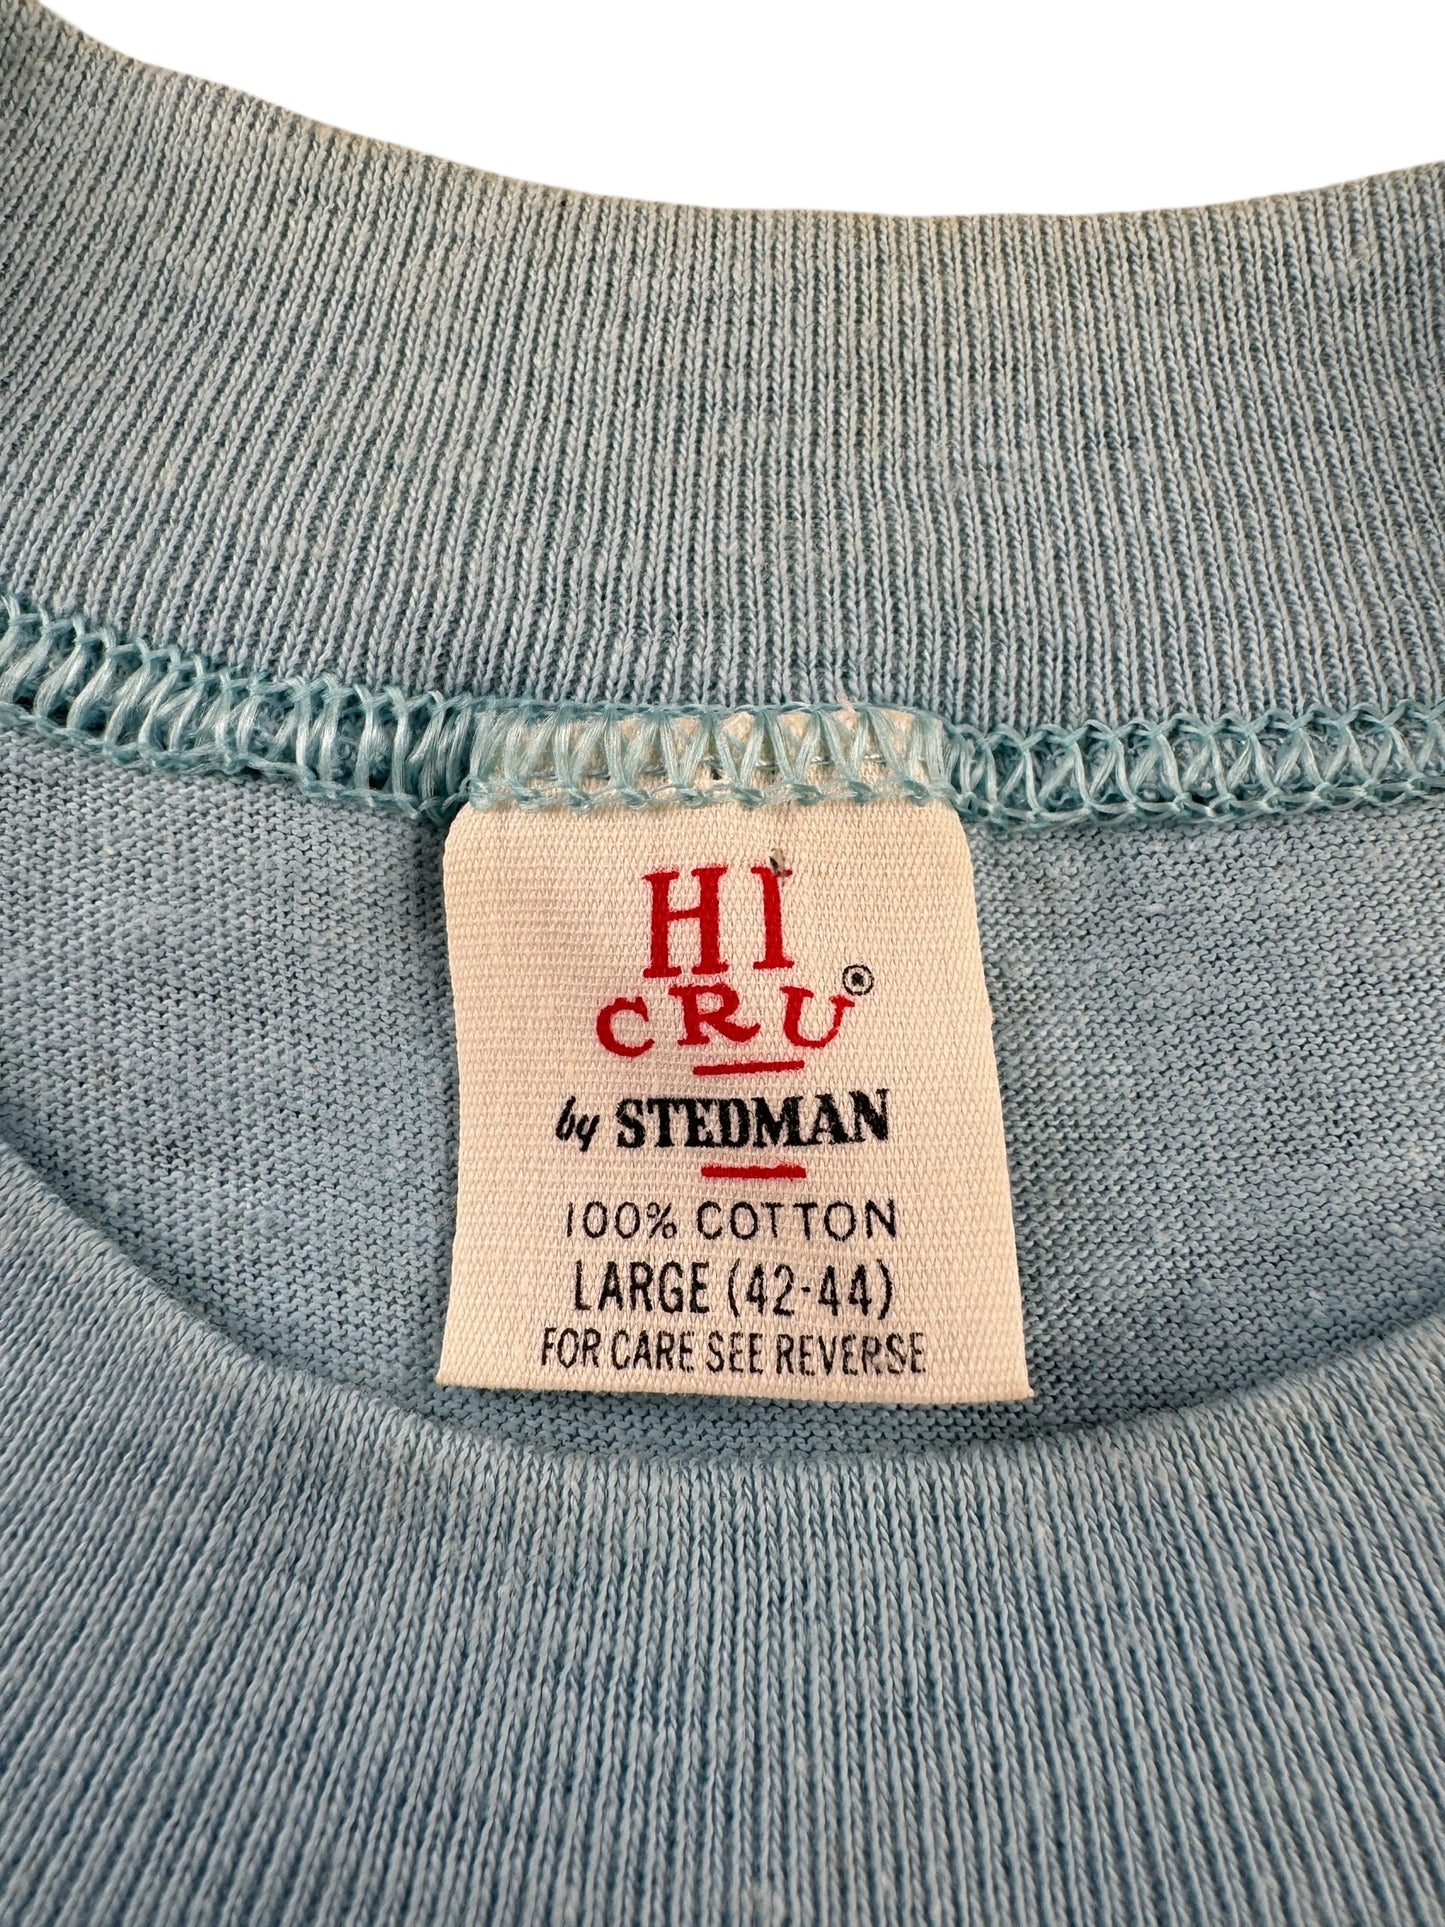 HI
CRU®
by STEDMAN
100% COTTON
LARGE (42-44)
FOR CARE SEE REVERSE